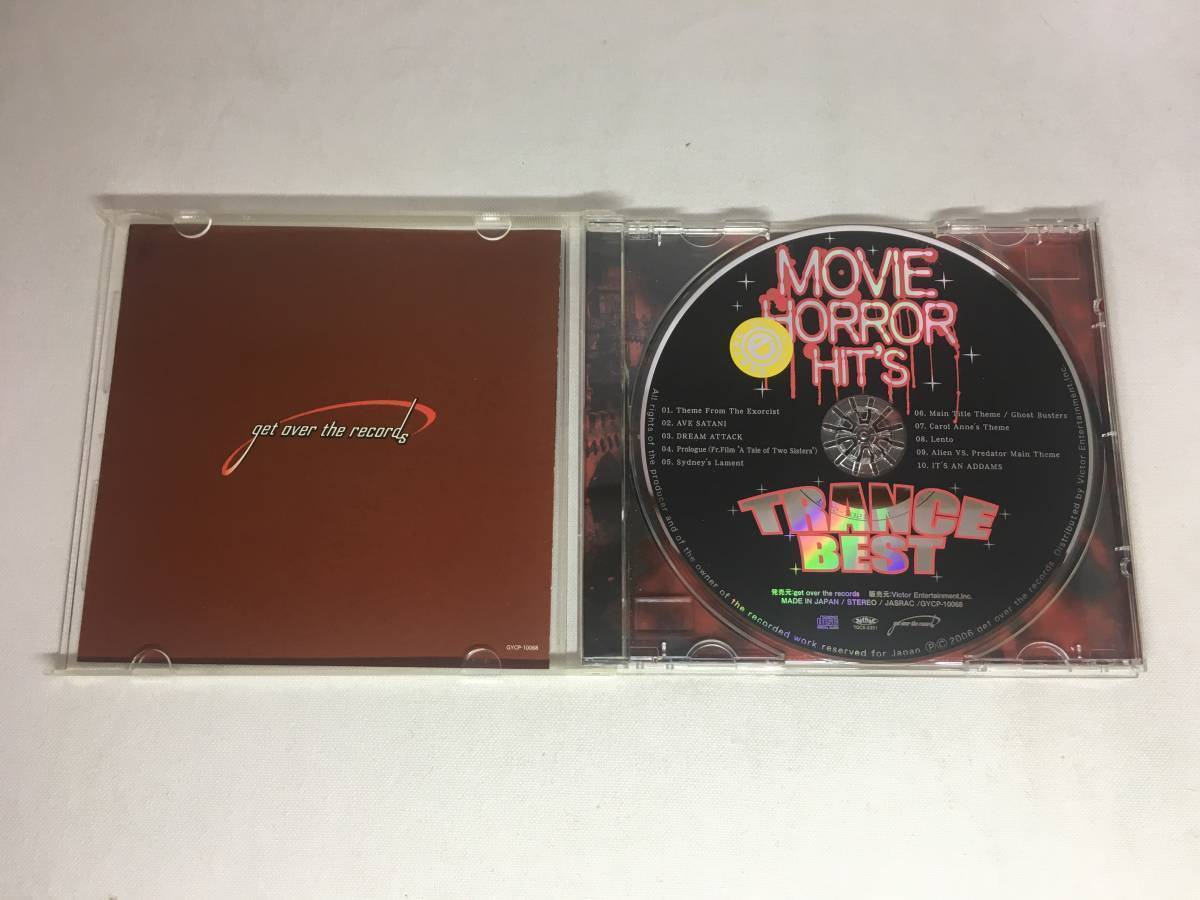 get over the records
GYCP-10068
MOVIE
HORROR
HIT'S
e
01. Theme From The Exorcist
02. AVE SATANI
03. DREAM ATTACK
04. Prologue (Fr.Film "A Tale of Two Sisters")
05. Sydney's Lament
06. Main Title Theme / Ghost Busters
07. Carol Anne's Theme
08. Lento
09. Alien VS. Predator Main Theme
10. IT'S AN ADDAMS
TRANCE
BEST
発売元:get over the records 販売元:Victor Entertainment,Inc.
MADE IN JAPAN / STEREO / JASRAC /GYCP-10068
get over the records
All rights of the producer and of the owner of the recorded work reserved for Japan ⓅⒸ 2006 get over the records. Distributed by Victor Entertainment,Inc.